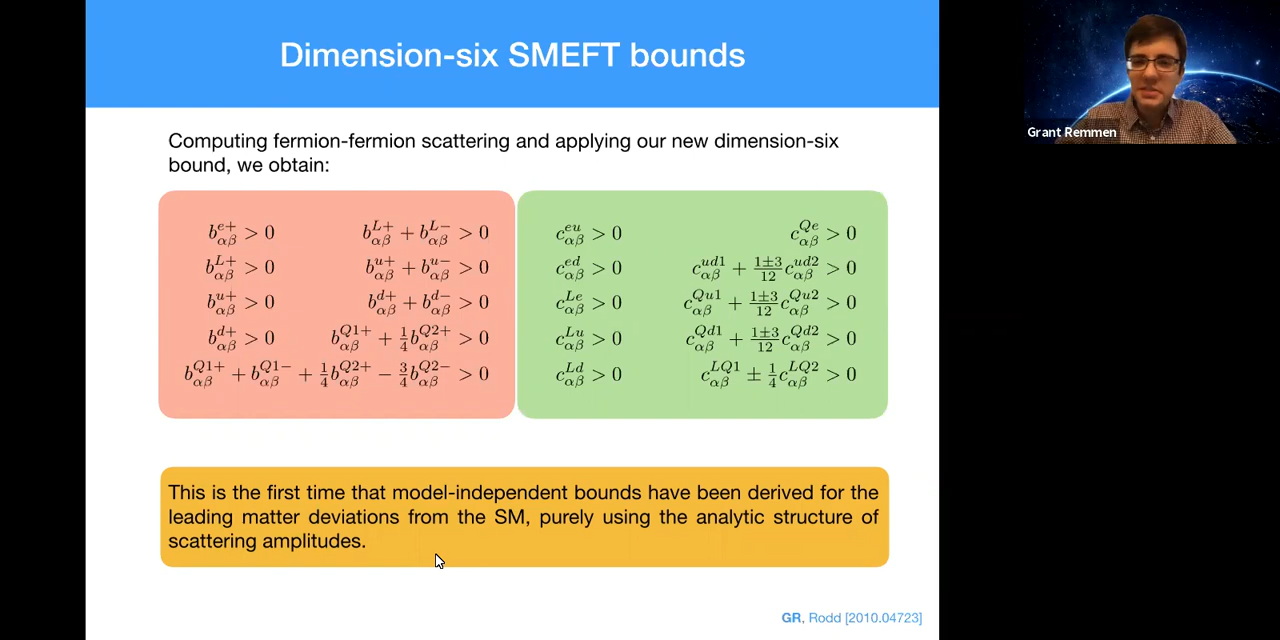 Dimension-six SMEFT bounds
Grant Remmen
Computing fermion-fermion scattering and applying our new dimension-six
bound, we obtain:
b^{e+}_{αβ} > 0
b^{L+}_{αβ} + b^{L−}_{αβ} > 0
b^{L+}_{αβ} > 0
b^{u+}_{αβ} + b^{u−}_{αβ} > 0
b^{u+}_{αβ} > 0
b^{d+}_{αβ} + b^{d−}_{αβ} > 0
b^{d+}_{αβ} > 0
b^{Q1+}_{αβ} + \frac{1}{4} b^{Q2+}_{αβ} > 0
b^{Q1+}_{αβ} + b^{Q1−}_{αβ} + \frac{1}{4} b^{Q2+}_{αβ} − \frac{3}{4} b^{Q2−}_{αβ} > 0
c^{eu}_{αβ} > 0
c^{Qe}_{αβ} > 0
c^{ed}_{αβ} > 0
c^{ud1}_{αβ} + \frac{1±3}{12} c^{ud2}_{αβ} > 0
c^{Le}_{αβ} > 0
c^{Qu1}_{αβ} + \frac{1±3}{12} c^{Qu2}_{αβ} > 0
c^{Lu}_{αβ} > 0
c^{Qd1}_{αβ} + \frac{1±3}{12} c^{Qd2}_{αβ} > 0
c^{Ld}_{αβ} > 0
c^{LQ1}_{αβ} ± \frac{1}{4} c^{LQ2}_{αβ} > 0
This is the first time that model-independent bounds have been derived for the
leading matter deviations from the SM, purely using the analytic structure of
scattering amplitudes.
GR, Rodd [2010.04723]